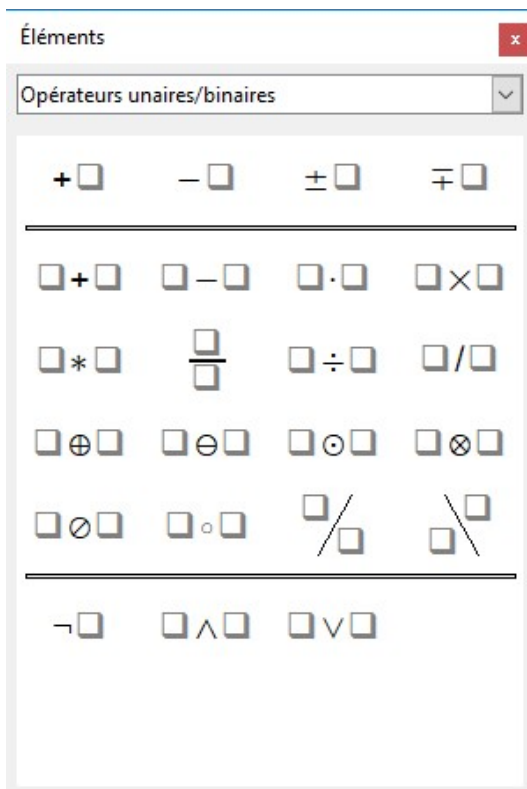 Éléments x
Opérateurs unaires/binaires
+❑ −❑ ±❑ ∓❑
❑+❑ ❑−❑ ❑·❑ ❑×❑
❑∗❑ ❑/❑ ❑÷❑ ❑/❑
❑⊕❑ ❑⊖❑ ❑⊙❑ ❑⊗❑
❑⊘❑ ❑∘❑ ❑/❑ ❑\❑
¬❑ ❑∧❑ ❑∨❑